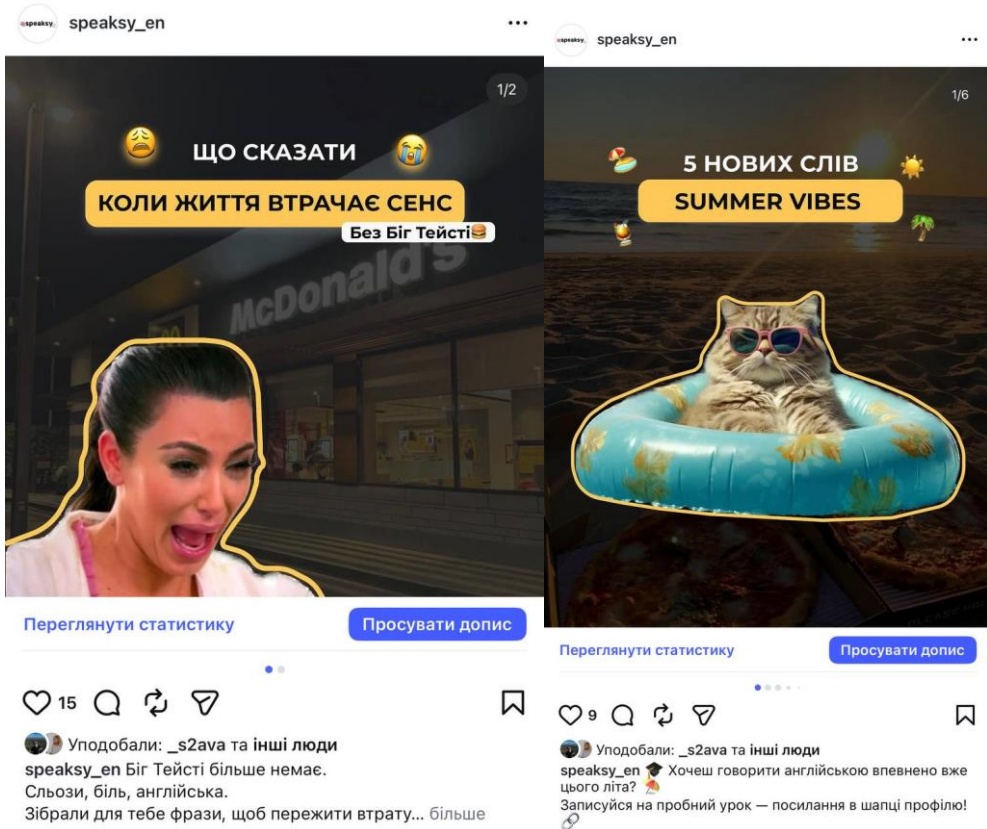 speaksy_en
1/2
ЩО СКАЗАТИ
КОЛИ ЖИТТЯ ВТРАЧАЄ СЕНС
Без Біг Тейсті🍔
McDonald's
Переглянути статистику
Просувати допис
15
Уподобали: _s2ava та інші люди
speaksy_en Біг Тейсті більше немає.
Сльози, біль, англійська.
Зібрали для тебе фрази, щоб пережити втрату... більше
speaksy_en
1/6
5 НОВИХ СЛІВ
SUMMER VIBES
Переглянути статистику
Просувати допис
9
Уподобали: _s2ava та інші люди
speaksy_en 🎓 Хочеш говорити англійською впевнено вже
цього літа? ⛱️
Записуйся на пробний урок — посилання в шапці профілю!
🔗